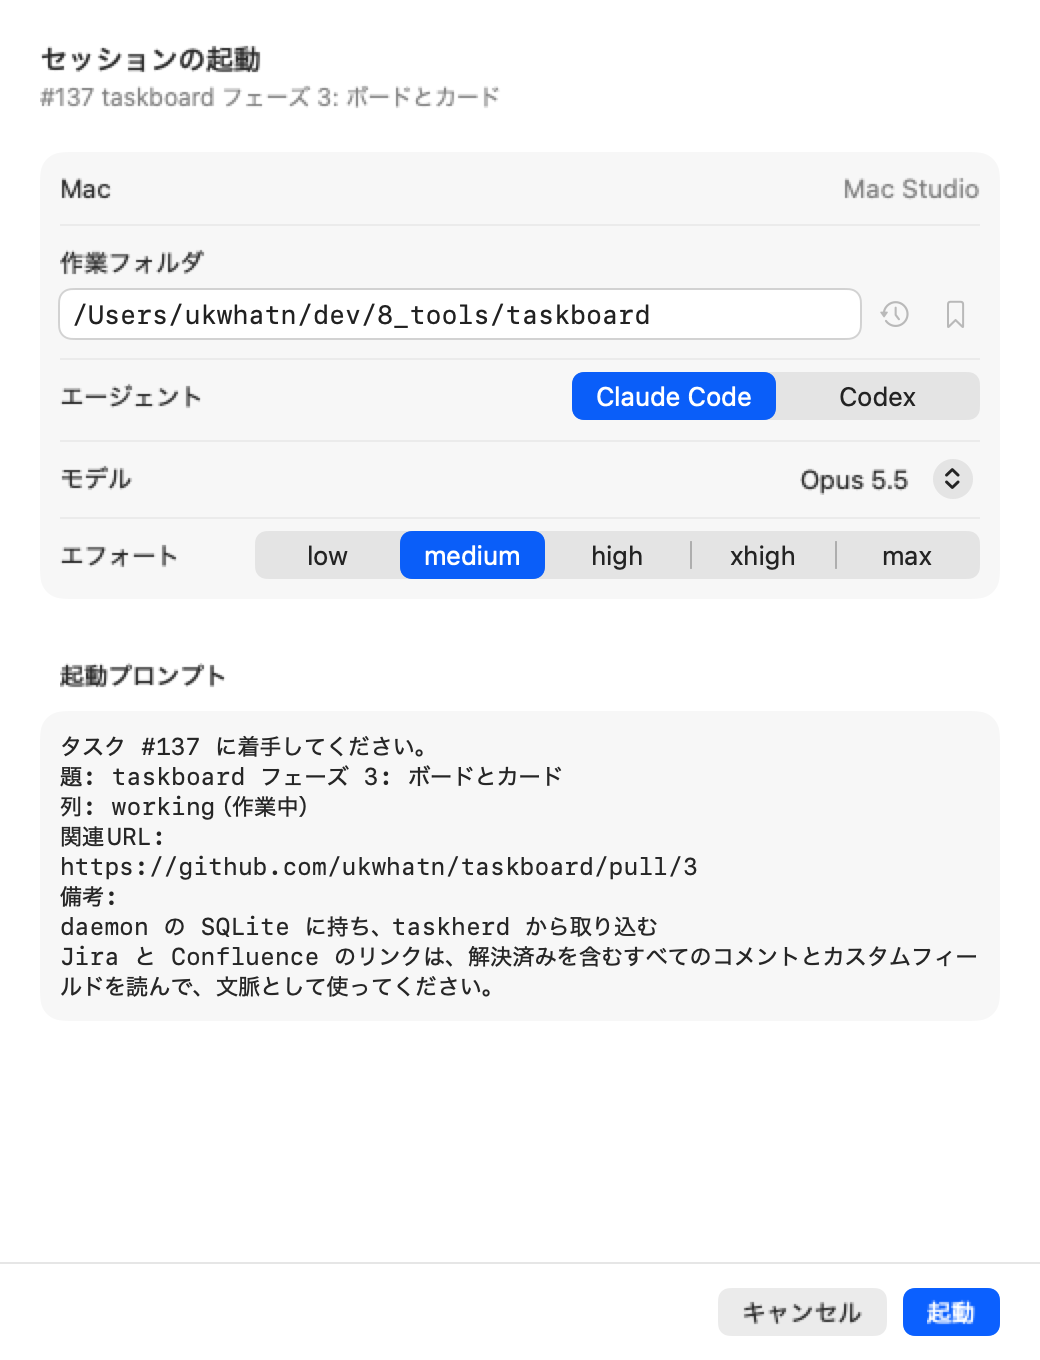 セッションの起動
#137 taskboard フェーズ 3: ボードとカード
Mac
Mac Studio
作業フォルダ
/Users/ukwhatn/dev/8_tools/taskboard
エージェント
Claude Code
Codex
モデル
Opus 5.5
エフォート
low
medium
high
xhigh
max
起動プロンプト
タスク #137 に着手してください。
題: taskboard フェーズ 3: ボードとカード
列: working（作業中）
関連URL:
https://github.com/ukwhatn/taskboard/pull/3
備考:
daemon の SQLite に持ち、taskherd から取り込む
Jira と Confluence のリンクは、解決済みを含むすべてのコメントとカスタムフィー
ルドを読んで、文脈として使ってください。
キャンセル
起動